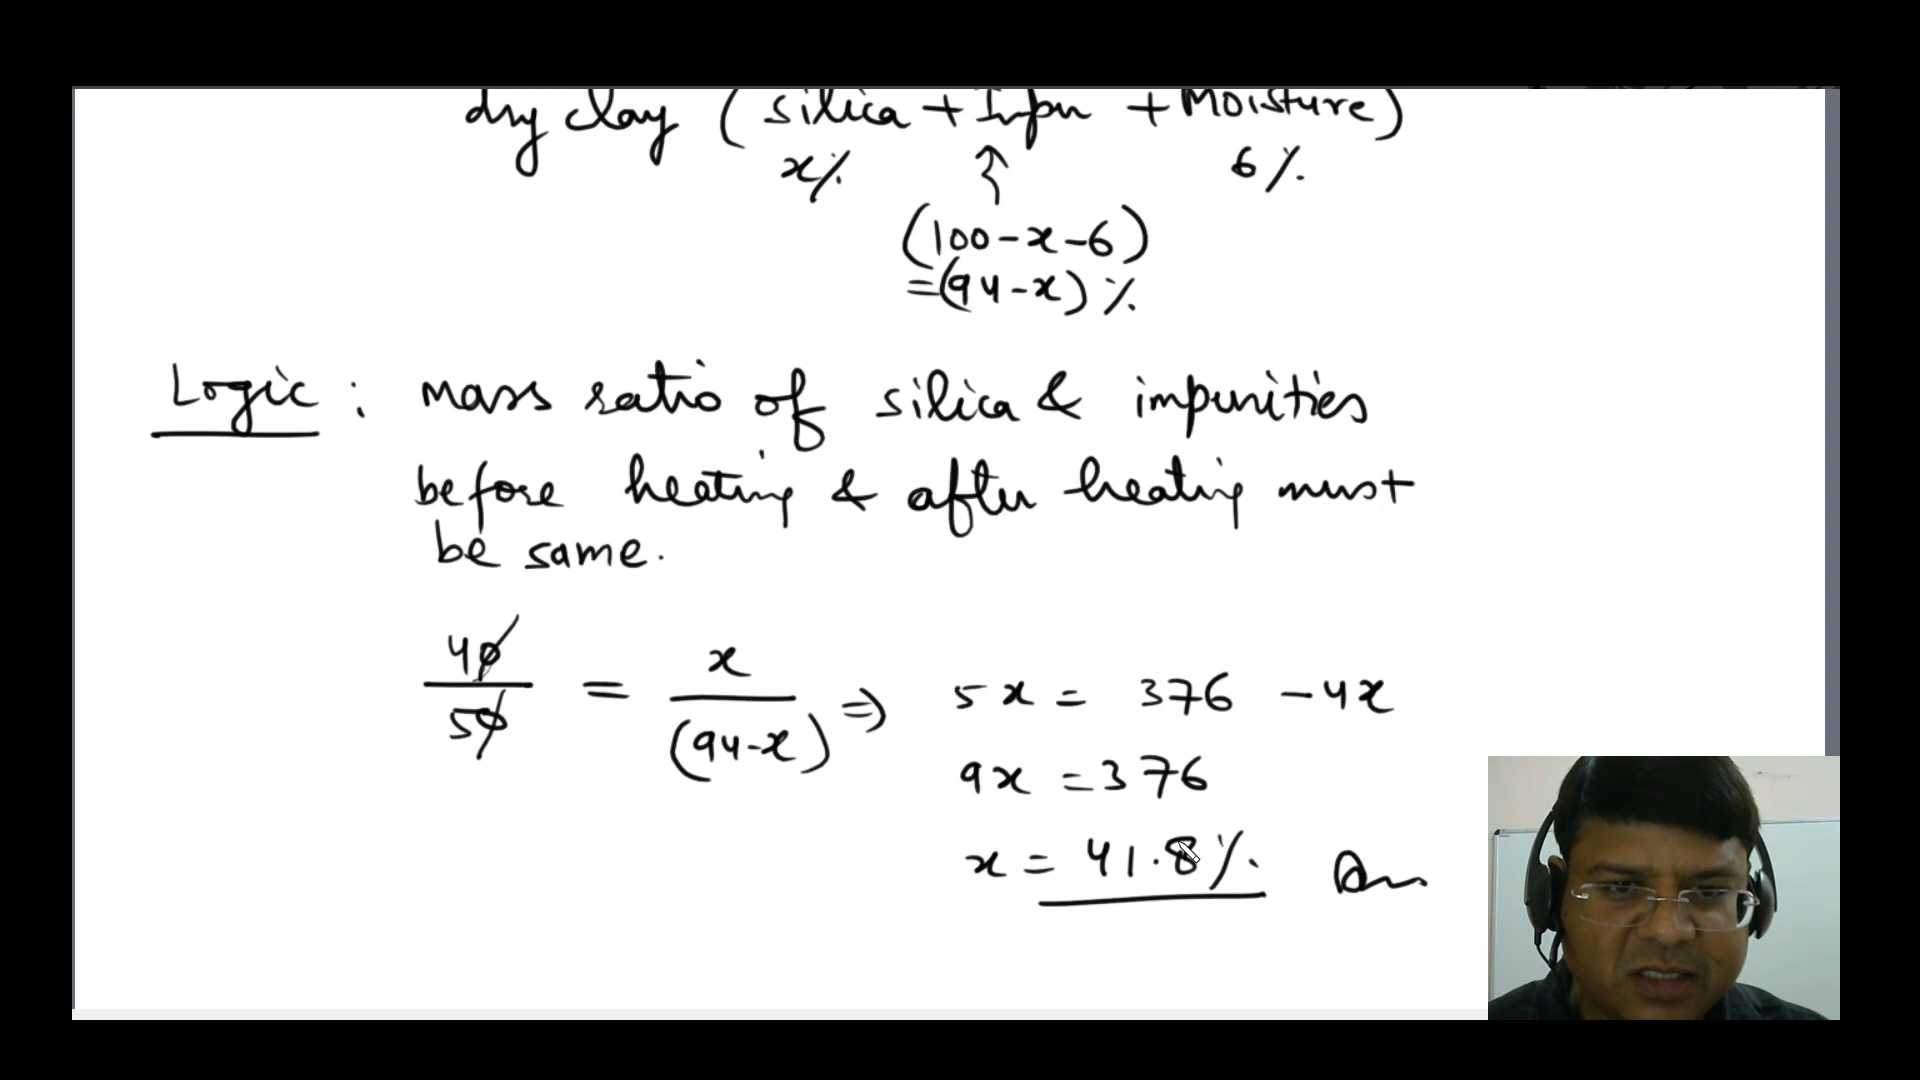 dry clay (silica + Impu + Moisture)
x% 6%
(100-x-6)
=(94-x) %
Logic : mass ratio of silica & impurities
before heating & after heating must
be same.
40/50 = x/(94-x) ⇒ 5x = 376 - 4x
9x = 376
x = 41.8% Ans